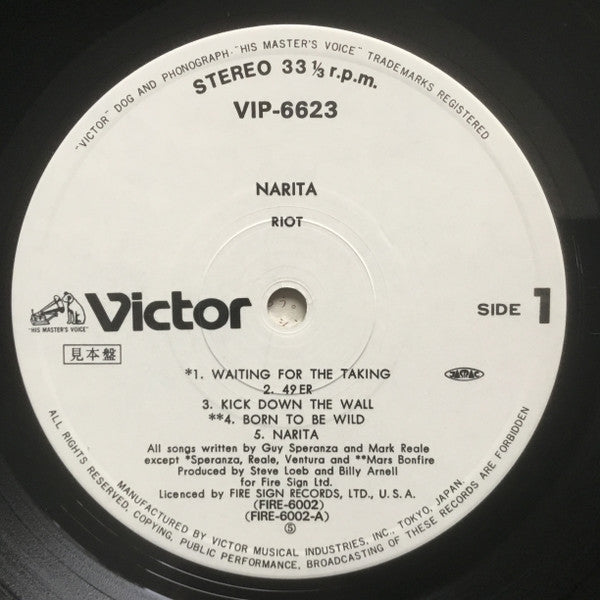 "VICTOR" DOG AND PHONOGRAPH·"HIS MASTER'S VOICE" TRADEMARKS REGISTERED
STEREO 33 ⅓ r.p.m.
VIP-6623
NARITA
RIOT
"HIS MASTER'S VOICE"
Victor
SIDE 1
見本盤
JASRAC
*1. WAITING FOR THE TAKING
2. 49 ER
3. KICK DOWN THE WALL
**4. BORN TO BE WILD
5. NARITA
All songs written by Guy Speranza and Mark Reale
except *Speranza, Reale, Ventura and **Mars Bonfire
Produced by Steve Loeb and Billy Arnell
for Fire Sign Ltd.
Licenced by FIRE SIGN RECORDS, LTD., U.S.A.
(FIRE-6002)
(FIRE-6002-A)
Ⓢ
MANUFACTURED BY VICTOR MUSICAL INDUSTRIES, INC., TOKYO, JAPAN.
ALL RIGHTS RESERVED, COPYING, PUBLIC PERFORMANCE, BROADCASTING OF THESE RECORDS ARE FORBIDDEN